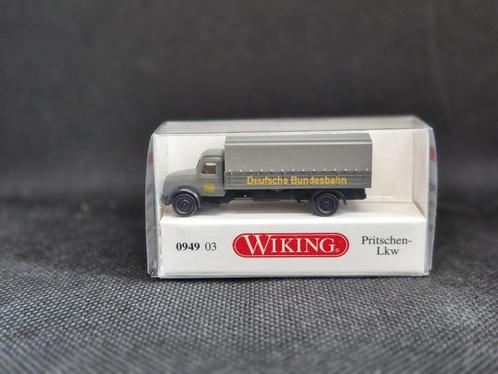 Deutsche Bundesbahn
0949 03
WIKING
Pritschen-
Lkw